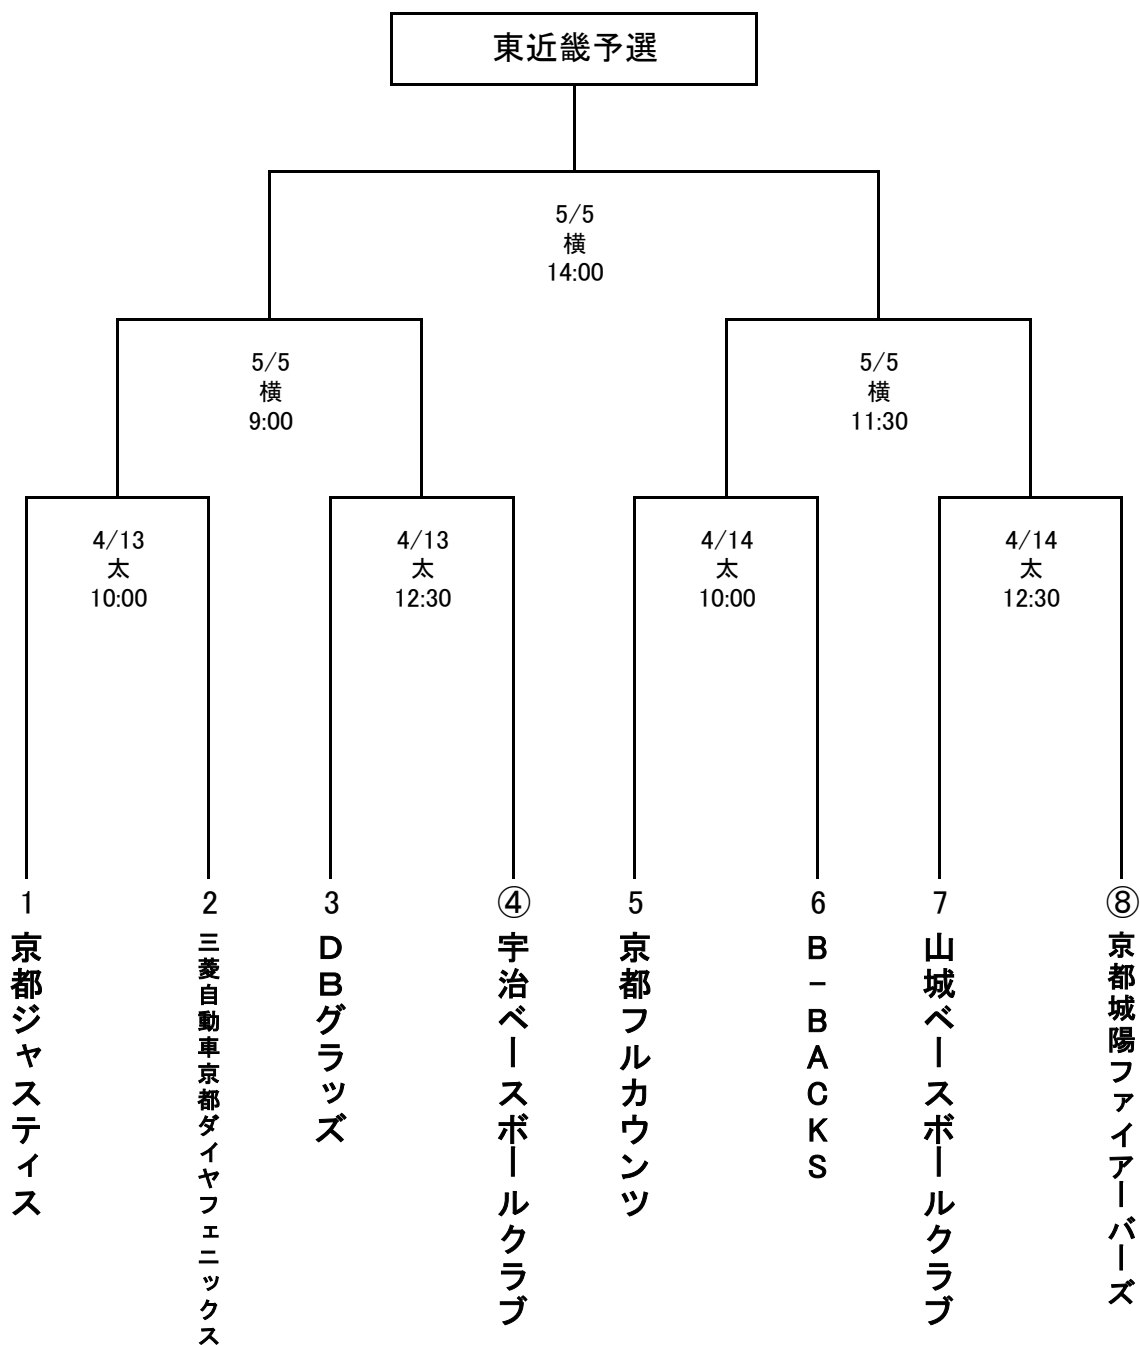 東近畿予選
5/5
横
14:00
5/5
横
9:00
5/5
横
11:30
4/13
太
10:00
4/13
太
12:30
4/14
太
10:00
4/14
太
12:30
1
京都ジャスティス
2
三菱自動車京都ダイヤフェニックス
3
DBグラッズ
④
宇治ベースボールクラブ
5
京都フルカウンツ
6
B-BACKS
7
山城ベースボールクラブ
⑧
京都城陽ファイアーバーズ